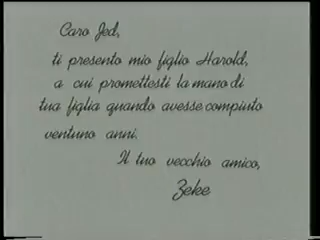 Caro Jed,
ti presento mio figlio Harold,
a cui promettesti la mano di
tua figlia quando avesse compiuto
ventuno anni.
Il tuo vecchio amico,
Zeke